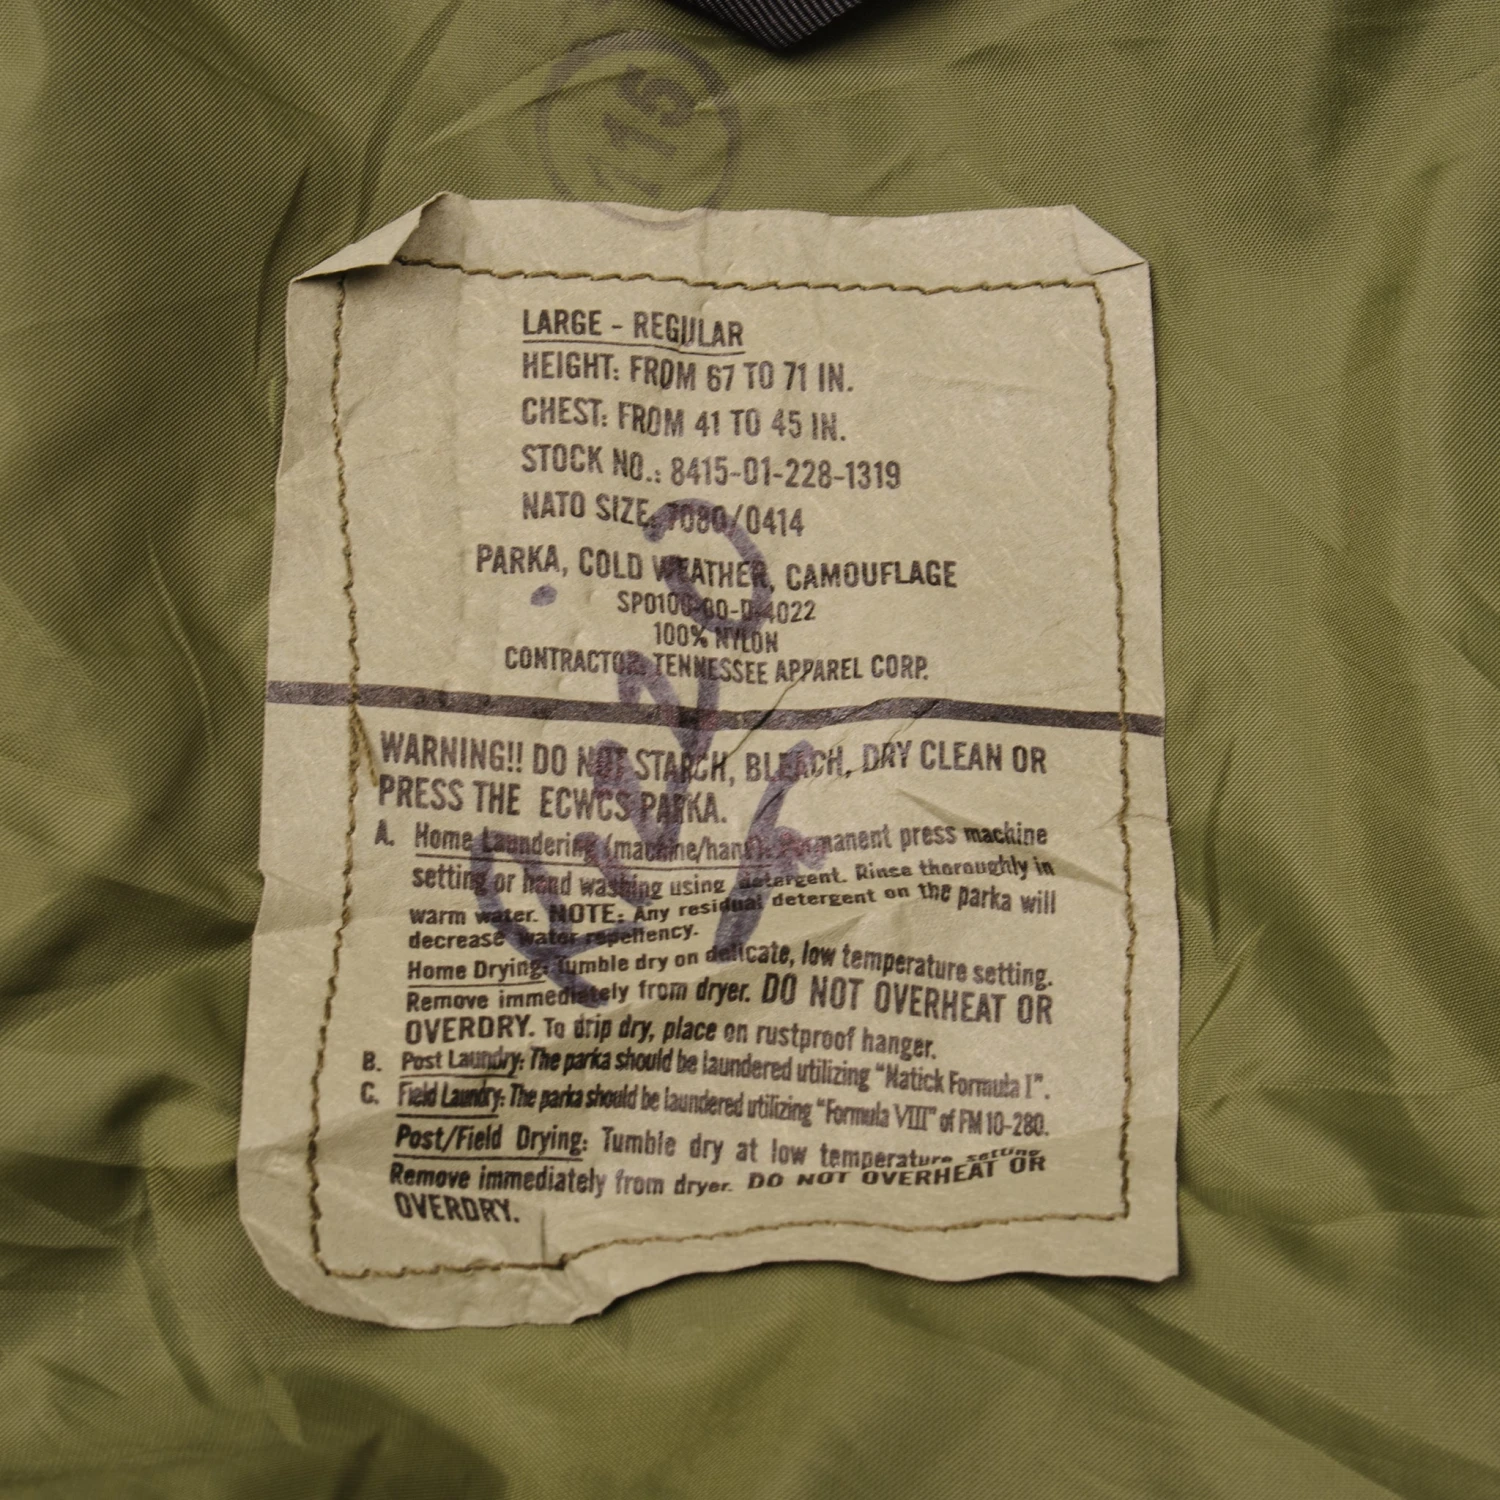 115
LARGE - REGULAR
HEIGHT: FROM 67 TO 71 IN.
CHEST: FROM 41 TO 45 IN.
STOCK NO.: 8415-01-228-1319
NATO SIZE: 7080/0414
PARKA, COLD WEATHER, CAMOUFLAGE
SP0100-00-D-4022
100% NYLON
CONTRACTOR: TENNESSEE APPAREL CORP.
WARNING!! DO NOT STARCH, BLEACH, DRY CLEAN OR
PRESS THE ECWCS PARKA.
A. Home Laundering (machine/hand): Permanent press machine
setting or hand washing using detergent. Rinse thoroughly in
warm water. NOTE: Any residual detergent on the parka will
decrease water repellency.
Home Drying: Tumble dry on delicate, low temperature setting.
Remove immediately from dryer. DO NOT OVERHEAT OR
OVERDRY. To drip dry, place on rustproof hanger.
B. Post Laundry: The parka should be laundered utilizing "Natick Formula I".
C. Field Laundry: The parka should be laundered utilizing "Formula VIII" of FM 10-280.
Post/Field Drying: Tumble dry at low temperature setting.
Remove immediately from dryer. DO NOT OVERHEAT OR
OVERDRY.